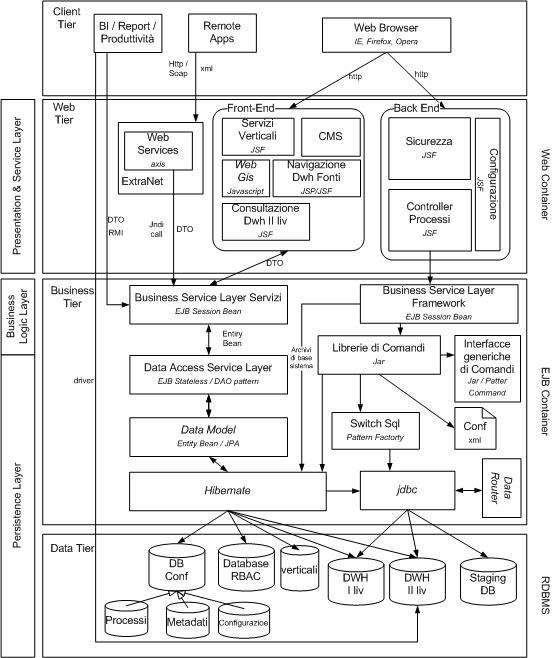 Client
Tier
BI / Report /
Produttività
Remote
Apps
Web Browser
IE, Firefox, Opera
Http /
Soap
xml
http
http
Presentation & Service Layer
Web
Tier
Web Container
Front-End
Back End
Servizi
Verticali
JSF
CMS
Web
Gis
Javascript
Navigazione
Dwh Fonti
JSP/JSF
Consultazione
Dwh II liv
JSF
Sicurezza
JSF
Controller
Processi
JSF
Configurazione
JSF
Web
Services
axis
ExtraNet
DTO
RMI
Jndi
call
DTO
DTO
Business
Logic Layer
Business
Tier
EJB Container
Business Service Layer Servizi
EJB Session Bean
Business Service Layer
Framework
EJB Session Bean
Entiry
Bean
Archivi
di base
sistema
Librerie di Comandi
Jar
Interfacce
generiche
di Comandi
Jar / Patter
Command
Data Access Service Layer
EJB Stateless / DAO pattern
driver
Persistence Layer
Data Model
Entity Bean / JPA
Switch Sql
Pattern Factorty
Conf
xml
Hibernate
jdbc
Data
Router
Data Tier
RDBMS
DB
Conf
Database
RBAC
verticali
DWH
I liv
DWH
II liv
Staging
DB
Processi
Metadati
Configurazioe